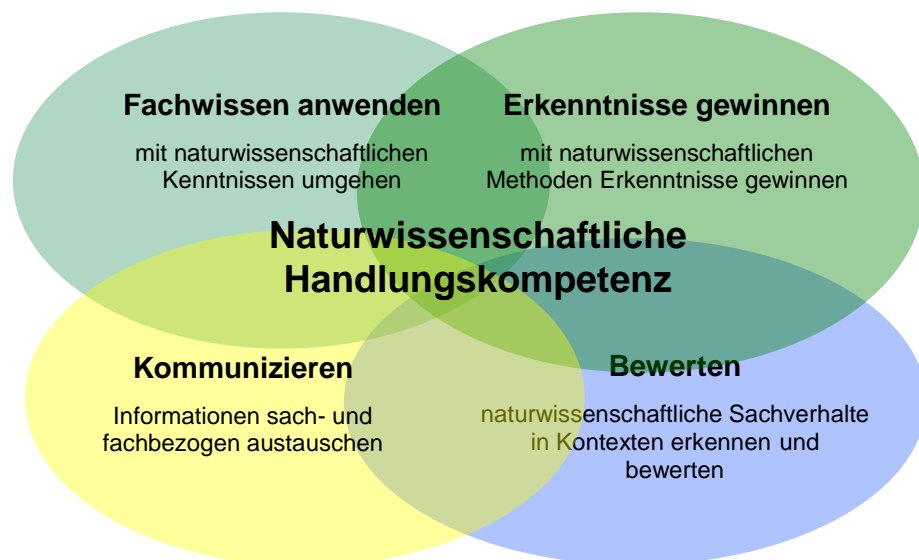 Fachwissen anwenden
mit naturwissenschaftlichen
Kenntnissen umgehen
Erkenntnisse gewinnen
mit naturwissenschaftlichen
Methoden Erkenntnisse gewinnen
Naturwissenschaftliche
Handlungskompetenz
Kommunizieren
Informationen sach- und
fachbezogen austauschen
Bewerten
naturwissenschaftliche Sachverhalte
in Kontexten erkennen und
bewerten